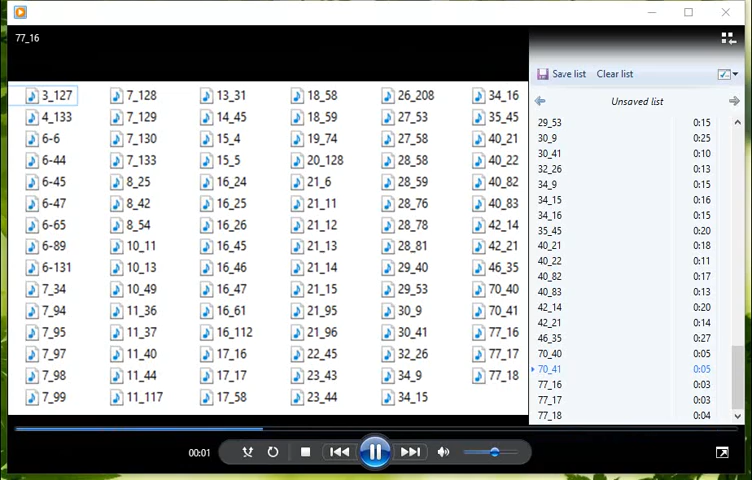 77_16
Save list Clear list
Unsaved list
3_127 7_128 13_31 18_58 26_208 34_16
4_133 7_129 14_45 18_59 27_53 35_45
6-6 7_130 15_4 19_74 27_58 40_21
6-44 7_133 15_5 20_128 28_58 40_22
6-45 8_25 16_24 21_6 28_59 40_82
6-47 8_42 16_25 21_11 28_76 40_83
6-65 8_54 16_26 21_12 28_78 42_14
6-89 10_11 16_45 21_13 28_81 42_21
6-131 10_13 16_46 21_14 29_40 46_35
7_34 10_49 16_47 21_15 29_53 70_40
7_94 11_36 16_61 21_95 30_9 70_41
7_95 11_37 16_112 21_96 30_41 77_16
7_97 11_40 17_16 22_45 32_26 77_17
7_98 11_44 17_17 23_43 34_9 77_18
7_99 11_117 17_58 23_44 34_15
29_53 0:15
30_9 0:25
30_41 0:10
32_26 0:13
34_9 0:15
34_15 0:16
34_16 0:15
35_45 0:20
40_21 0:18
40_22 0:11
40_82 0:17
40_83 0:13
42_14 0:20
42_21 0:14
46_35 0:27
70_40 0:05
70_41 0:05
77_16 0:03
77_17 0:03
77_18 0:04
00:01